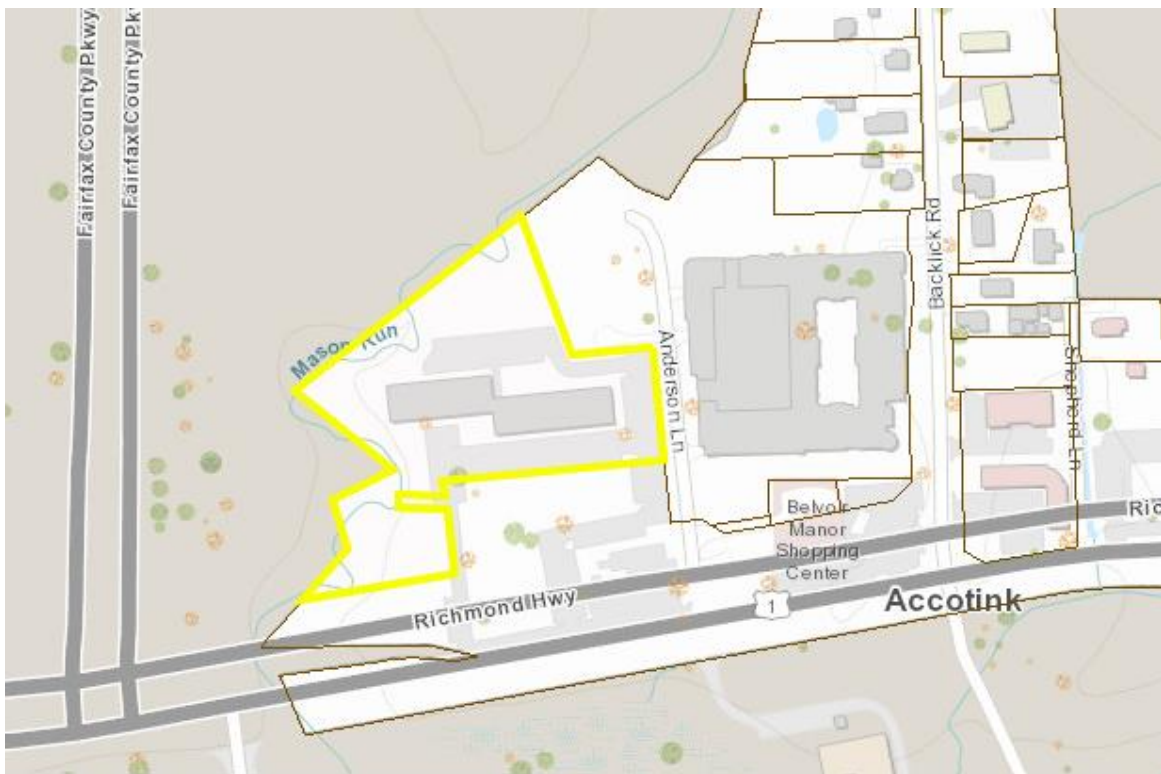 Fairfax County Pkwy
Fairfax County Pkwy
Backlick Rd
Mason Run
Anderson Ln
Shepherd Ln
Belvoir
Manor
Shopping
Center
Ric
Richmond Hwy
1
Accotink